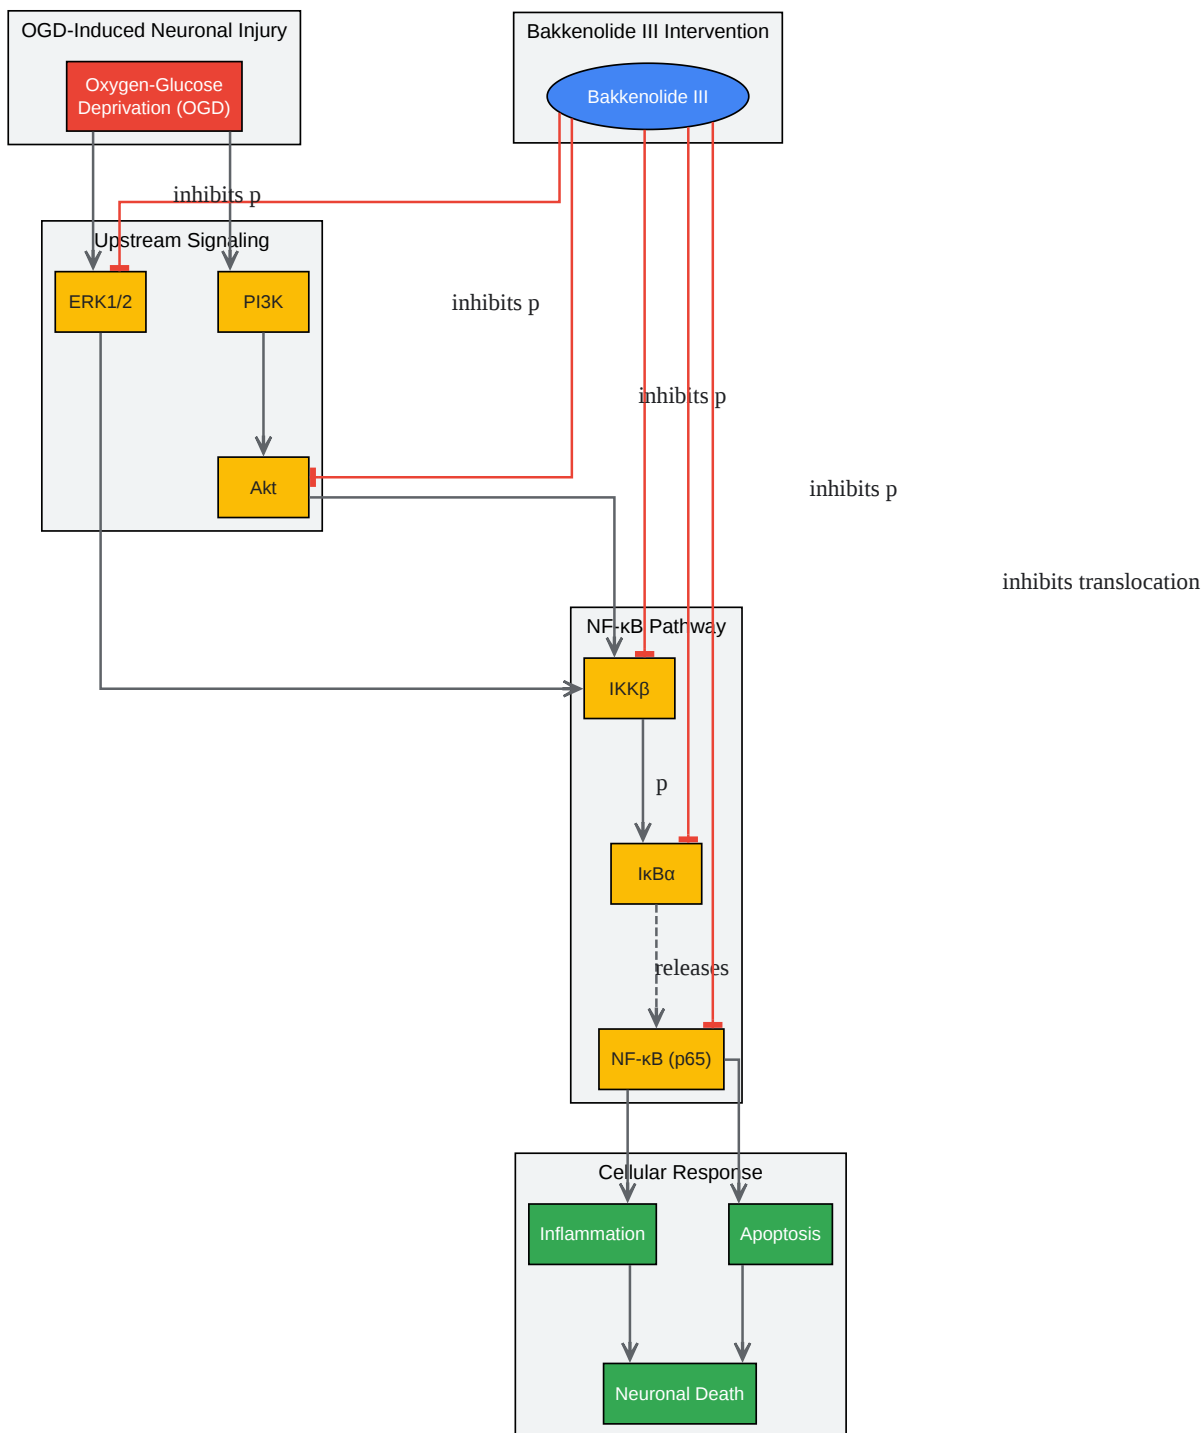 OGD-Induced Neuronal Injury
Bakkenolide III Intervention
Oxygen-Glucose
Deprivation (OGD)
Bakkenolide III
inhibits p
Upstream Signaling
ERK1/2
PI3K
inhibits p
inhibits p
Akt
inhibits p
inhibits translocation
NF-κB Pathway
IKKβ
p
IκBα
releases
NF-κB (p65)
Cellular Response
Inflammation
Apoptosis
Neuronal Death